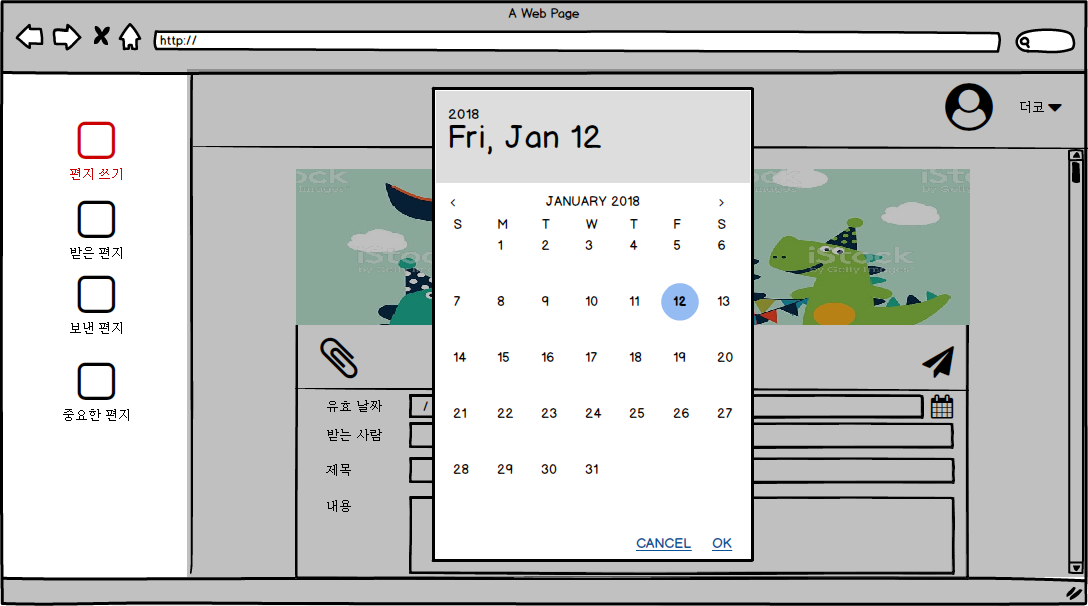 A Web Page
http://
더코
편지 쓰기
받은 편지
보낸 편지
중요한 편지
2018
Fri, Jan 12
JANUARY 2018
S M T W T F S
1 2 3 4 5 6
7 8 9 10 11 12 13
14 15 16 17 18 19 20
21 22 23 24 25 26 27
28 29 30 31
CANCEL OK
iStock
by Getty Images
유효 날짜 /
받는 사람
제목
내용